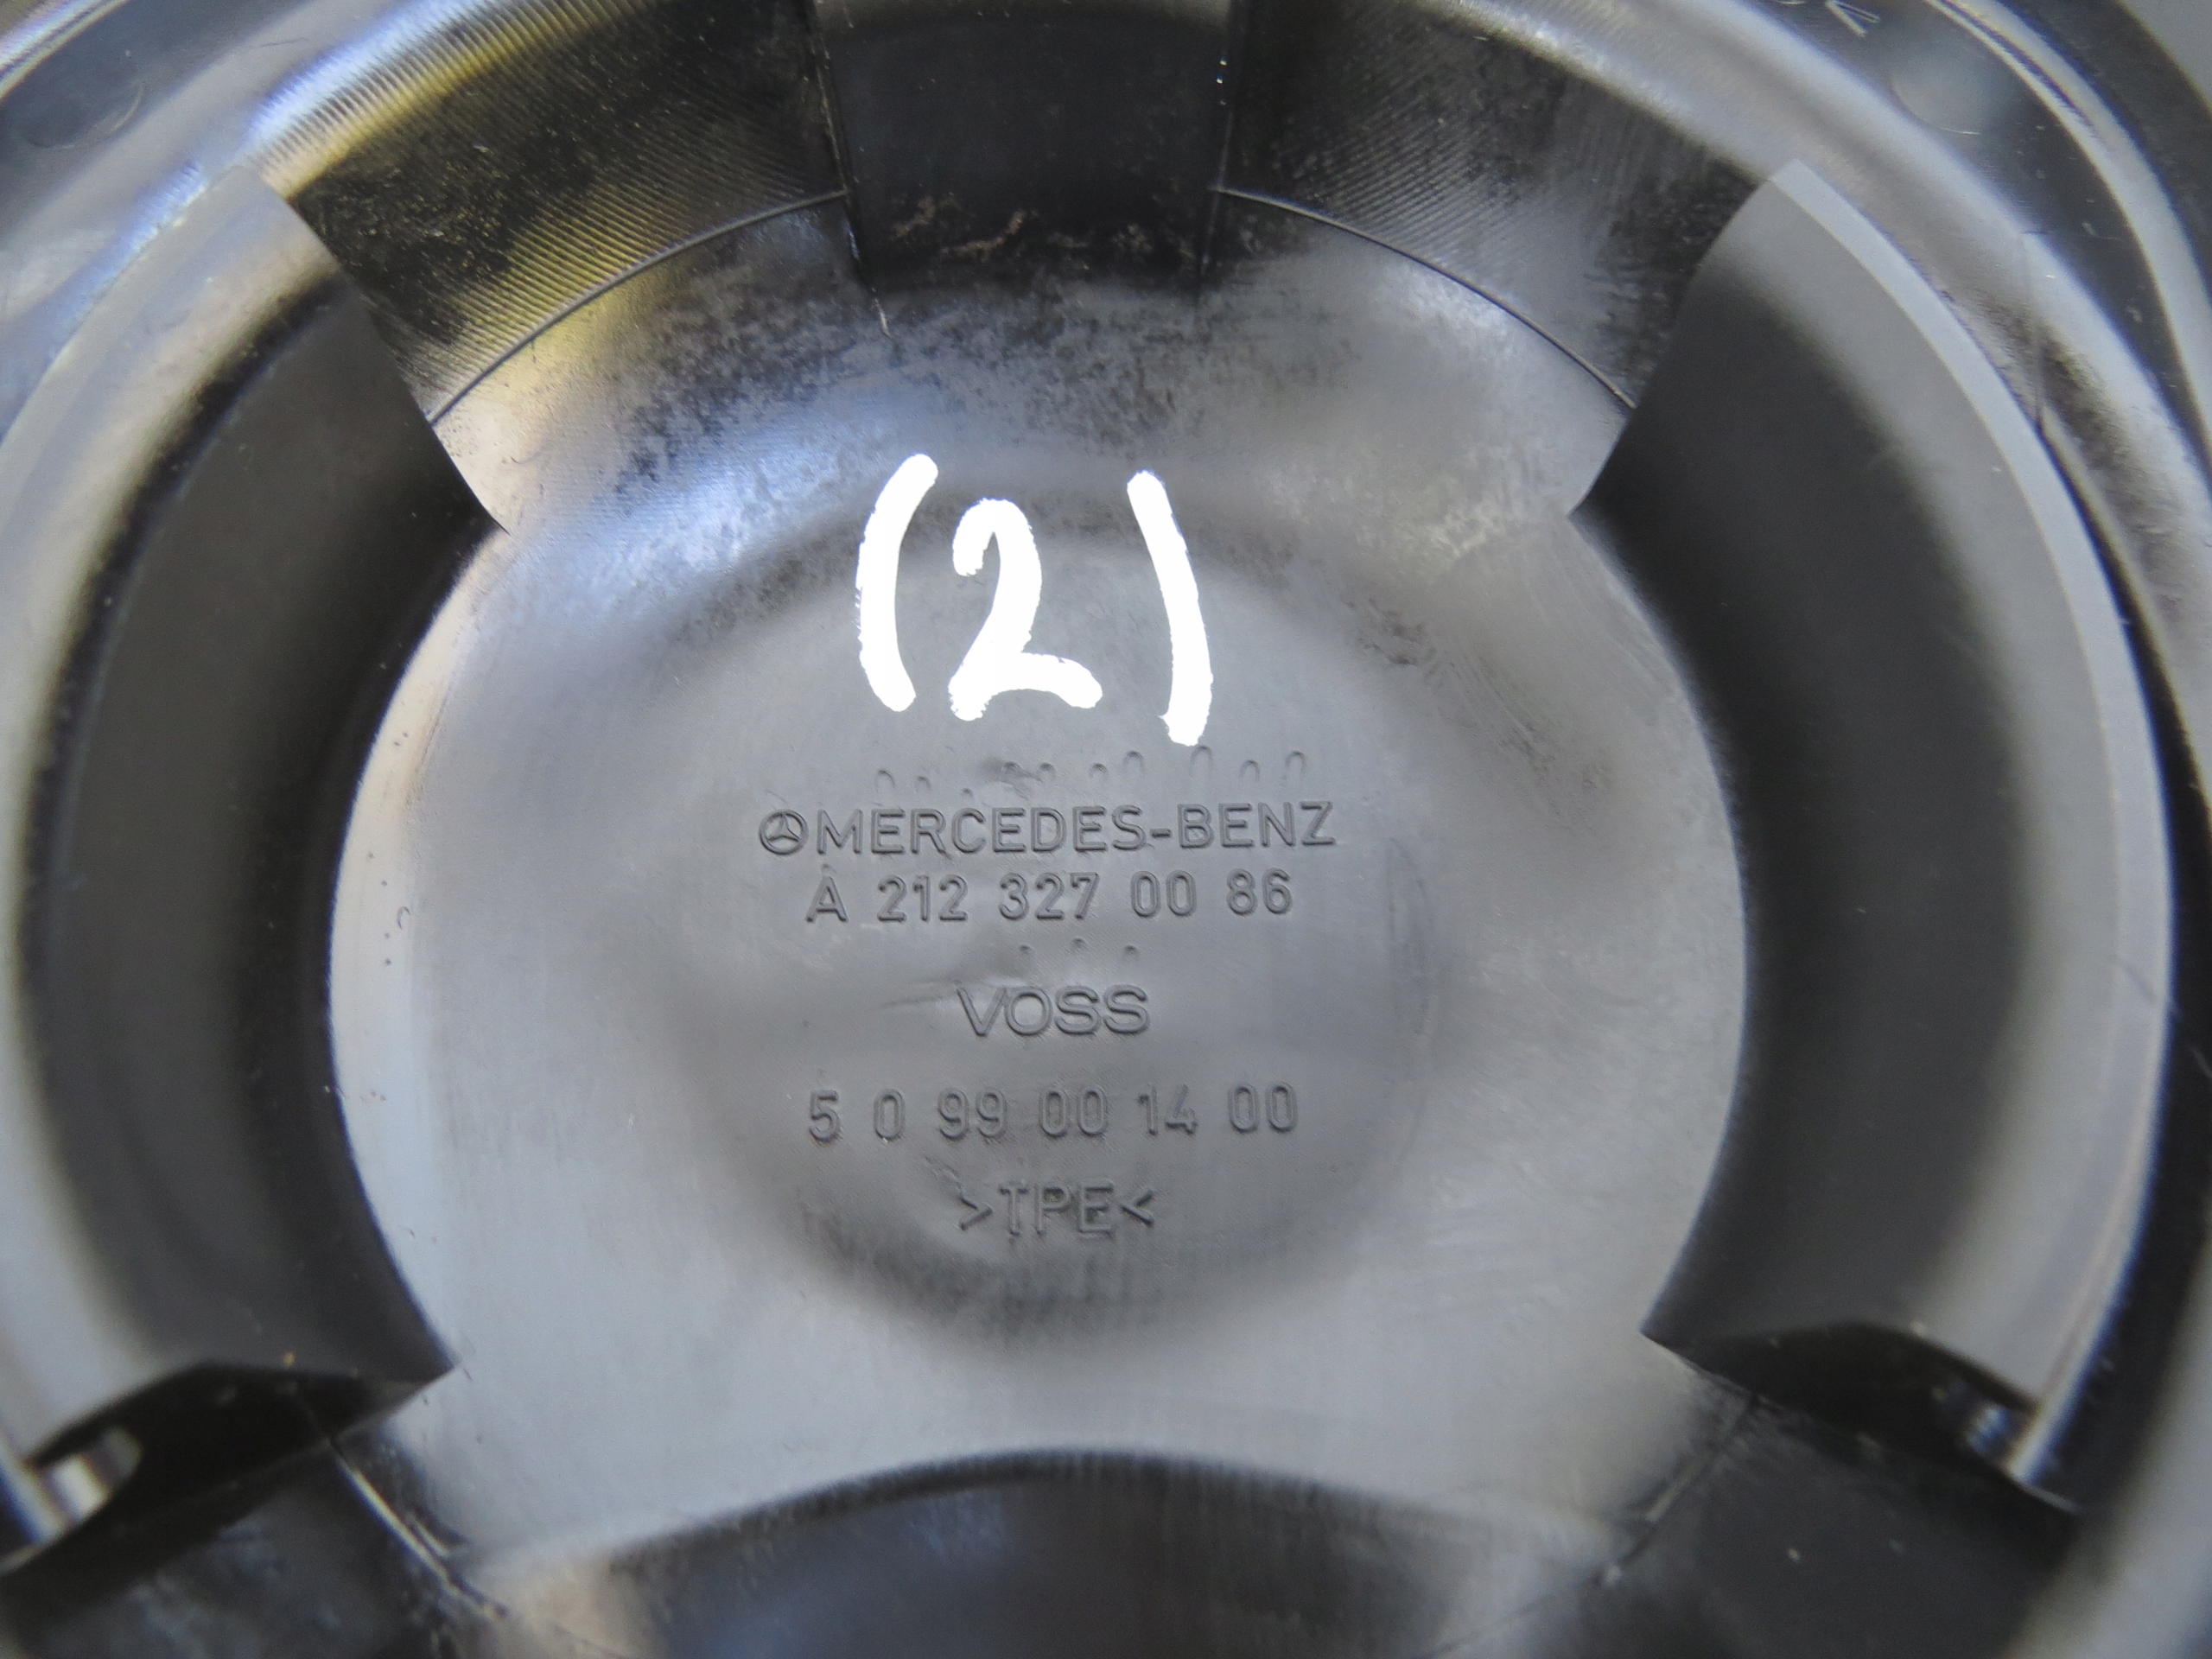 (2)
MERCEDES-BENZ
A 212 327 00 86
VOSS
5 0 99 00 14 00
>TPE<